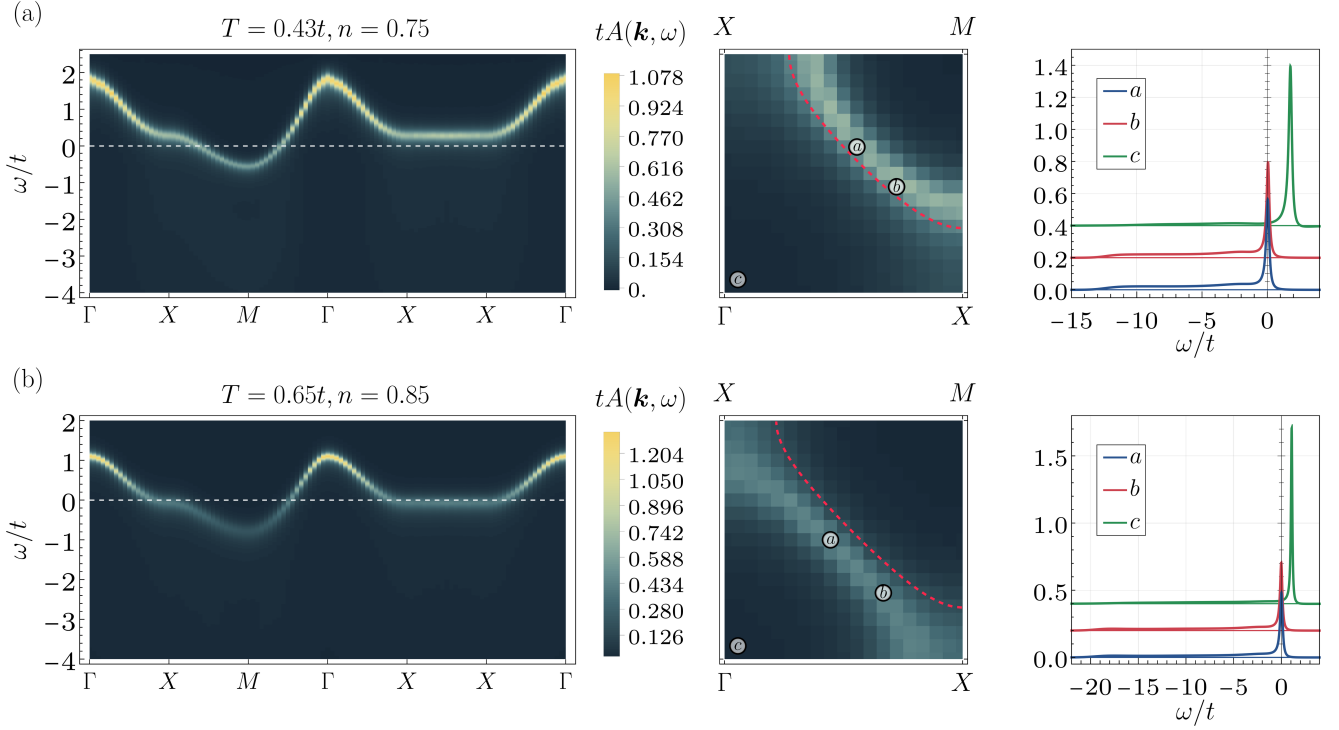 (a)
T = 0.43t, n = 0.75
tA(k, ω)
ω/t
2
1
0
−1
−2
−3
−4
Γ X M Γ X X Γ
1.078
0.924
0.770
0.616
0.462
0.308
0.154
0.
X M
a
b
c
Γ X
1.4
1.2
1.0
0.8
0.6
0.4
0.2
0.0
a
b
c
−15 −10 −5 0
ω/t
(b)
T = 0.65t, n = 0.85
tA(k, ω)
ω/t
2
1
0
−1
−2
−3
−4
Γ X M Γ X X Γ
1.204
1.050
0.896
0.742
0.588
0.434
0.280
0.126
X M
a
b
c
Γ X
1.5
1.0
0.5
0.0
a
b
c
−20 −15 −10 −5 0
ω/t